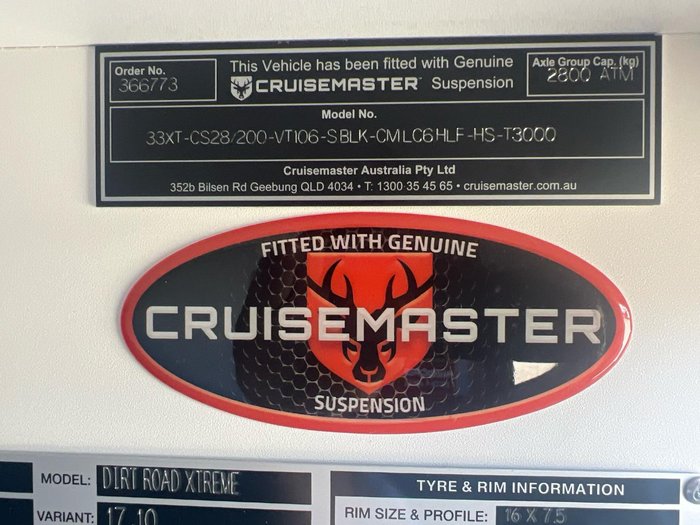 Order No.
366773
This Vehicle has been fitted with Genuine
CRUISEMASTER™ Suspension
Axle Group Cap. (kg)
2800 ATM
Model No.
33XT-CS28/200-VT106-SBLK-CMLC6HLF-HS-T3000
Cruisemaster Australia Pty Ltd
352b Bilsen Rd Geebung QLD 4034 • T: 1300 35 45 65 • cruisemaster.com.au
FITTED WITH GENUINE
CRUISEMASTER
SUSPENSION
MODEL: DIRT ROAD XTREME
VARIANT: 17.10
TYRE & RIM INFORMATION
RIM SIZE & PROFILE: 16 X 7.5